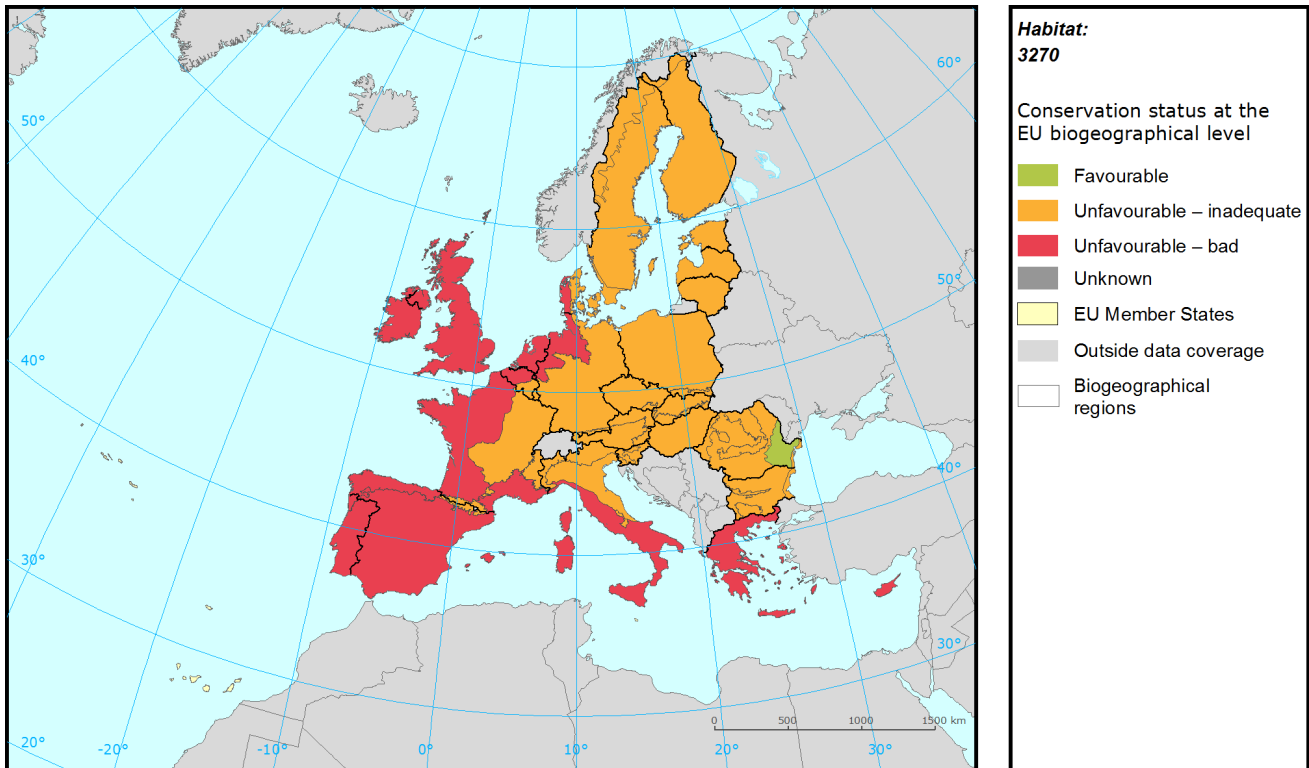 Habitat:
3270
Conservation status at the
EU biogeographical level
Favourable
Unfavourable – inadequate
Unfavourable – bad
Unknown
EU Member States
Outside data coverage
Biogeographical
regions
60°
50°
50°
40°
40°
30°
30°
20°
-20°
-10°
0°
10°
20°
30°
0 500 1000 1500 km